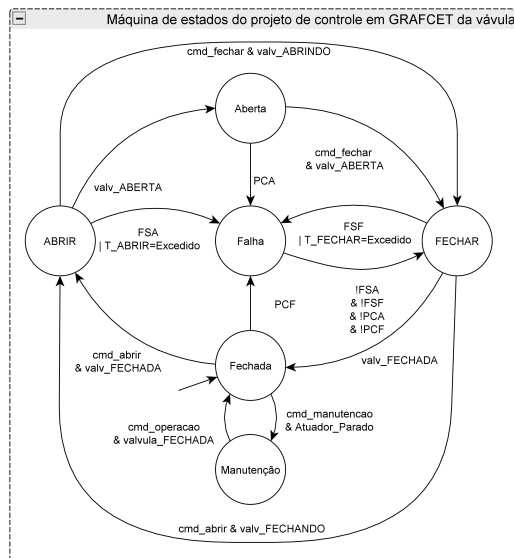 Máquina de estados do projeto de controle em GRAFCET da vávula
cmd_fechar & valv_ABRINDO
Aberta
cmd_fechar
& valv_ABERTA
PCA
valv_ABERTA
FSA
| T_ABRIR=Excedido
FSF
| T_FECHAR=Excedido
ABRIR
Falha
FECHAR
!FSA
& !FSF
& !PCA
& !PCF
PCF
valv_FECHADA
cmd_abrir
& valv_FECHADA
Fechada
cmd_operacao
& valvula_FECHADA
cmd_manutencao
& Atuador_Parado
Manutenção
cmd_abrir & valv_FECHANDO